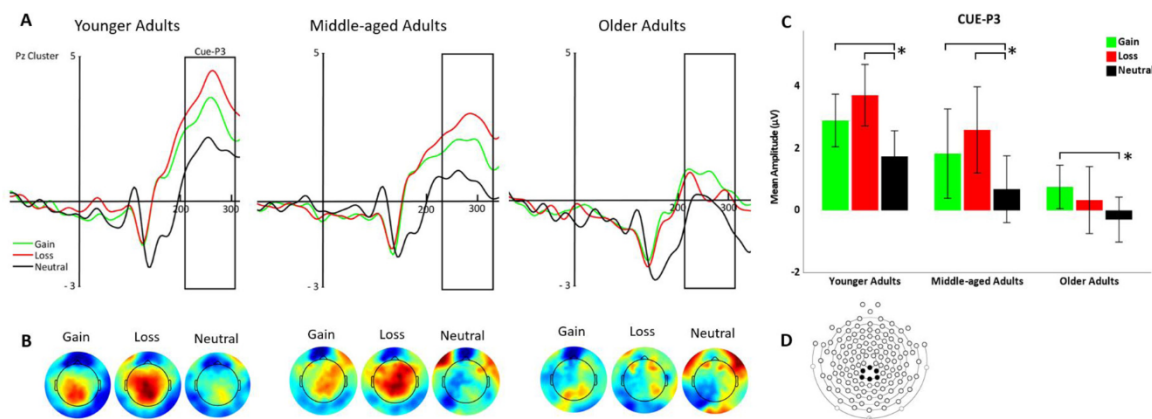 A
Younger Adults
Middle-aged Adults
Older Adults
Pz Cluster
5
Cue-P3
5
5
200
300
200
300
200
300
Gain
Loss
Neutral
- 3
- 3
- 3
B
Gain
Loss
Neutral
Gain
Loss
Neutral
Gain
Loss
Neutral
C
CUE-P3
Gain
Loss
Neutral
*
*
*
Mean Amplitude (µV)
4
2
0
-2
Younger Adults
Middle-aged Adults
Older Adults
D